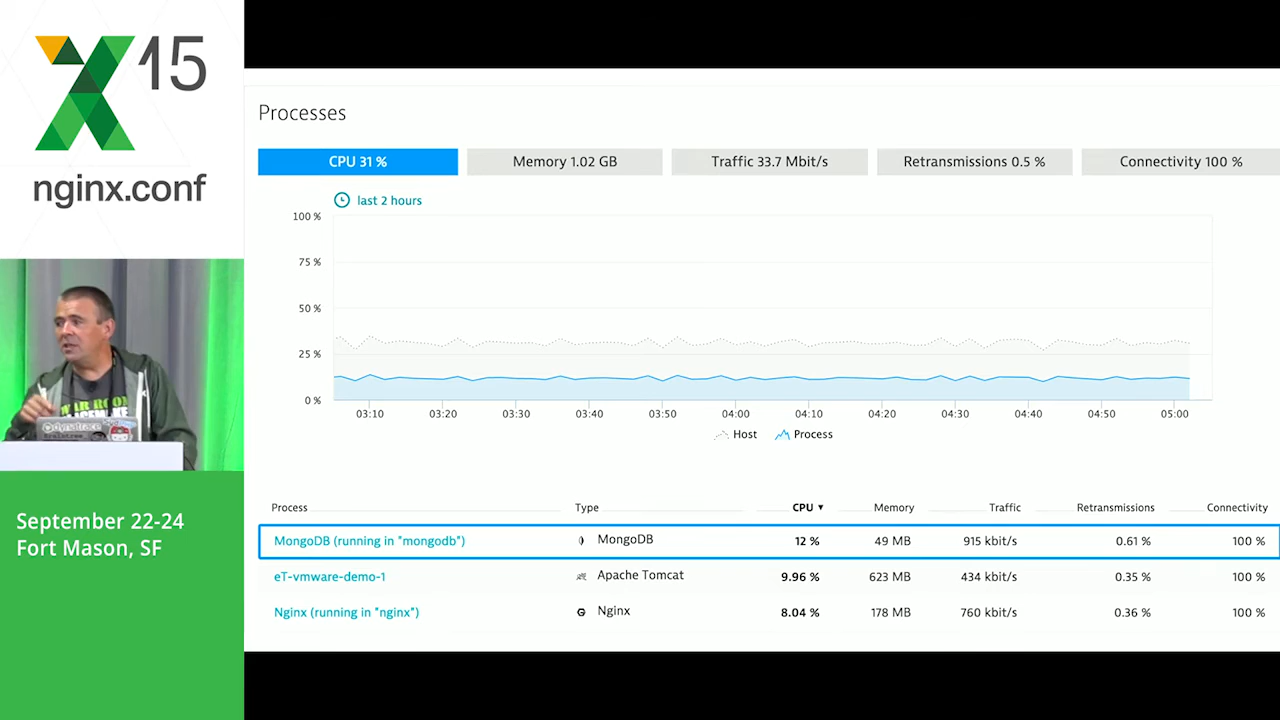 15
nginx.conf
September 22-24
Fort Mason, SF
WAR ROOM
dynatrace
Processes
CPU 31 %
Memory 1.02 GB
Traffic 33.7 Mbit/s
Retransmissions 0.5 %
Connectivity 100 %
last 2 hours
100 %
75 %
50 %
25 %
0 %
03:10 03:20 03:30 03:40 03:50 04:00 04:10 04:20 04:30 04:40 04:50 05:00
Host Process
Process Type CPU ▼ Memory Traffic Retransmissions Connectivity
MongoDB (running in "mongodb") MongoDB 12 % 49 MB 915 kbit/s 0.61 % 100 %
eT-vmware-demo-1 Apache Tomcat 9.96 % 623 MB 434 kbit/s 0.35 % 100 %
Nginx (running in "nginx") Nginx 8.04 % 178 MB 760 kbit/s 0.36 % 100 %